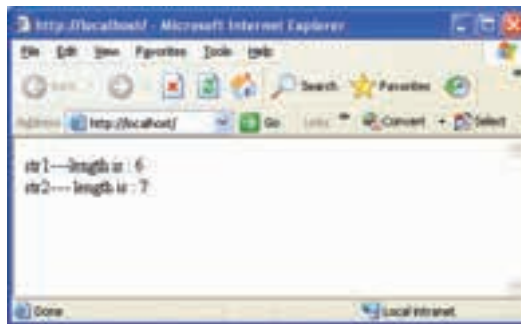 http://localhost/ - Microsoft Internet Explorer
File Edit View Favorites Tools Help
Search Favorites
Address http://localhost/ Go Links » Convert Select
str1---length is : 6
str2---length is : 7
Done Local intranet